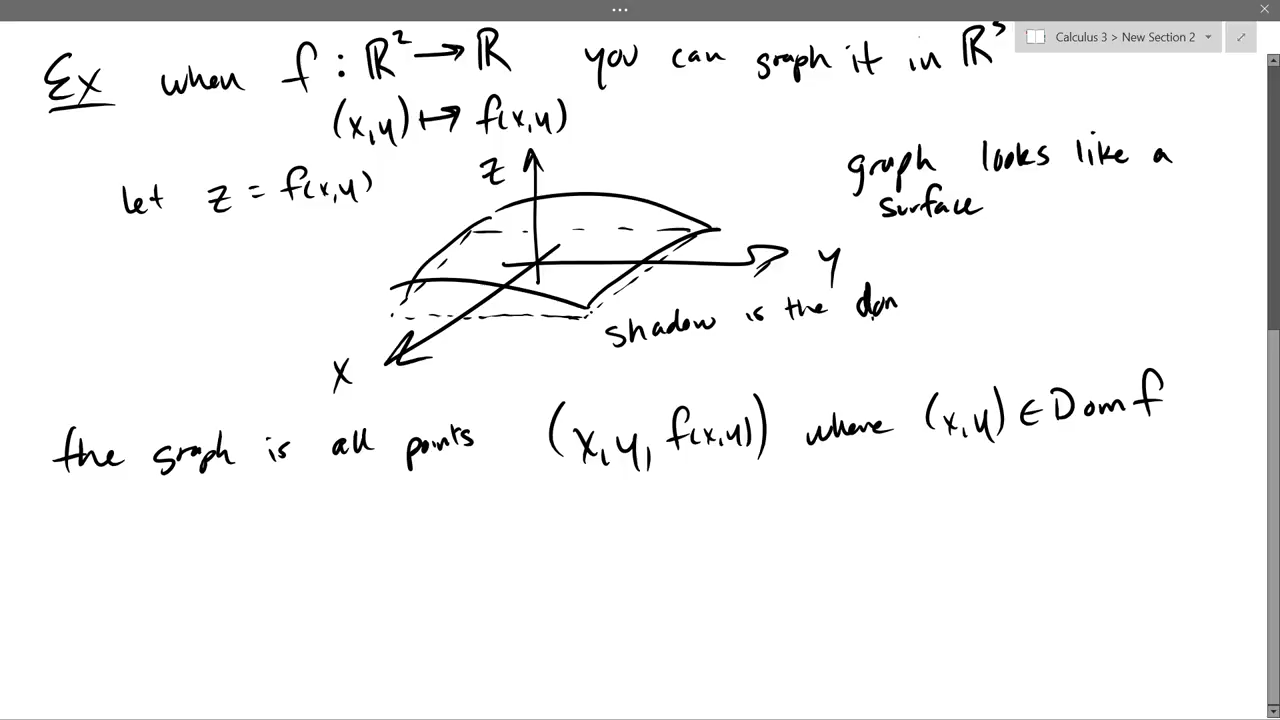 Calculus 3 > New Section 2
Ex when f : ℝ² → ℝ you can graph it in ℝ³
(x,y) ↦ f(x,y)
let z = f(x,y)
graph looks like a
surface
z
y
x
shadow is the dom
the graph is all points (x, y, f(x,y)) where (x,y) ∈ Dom f